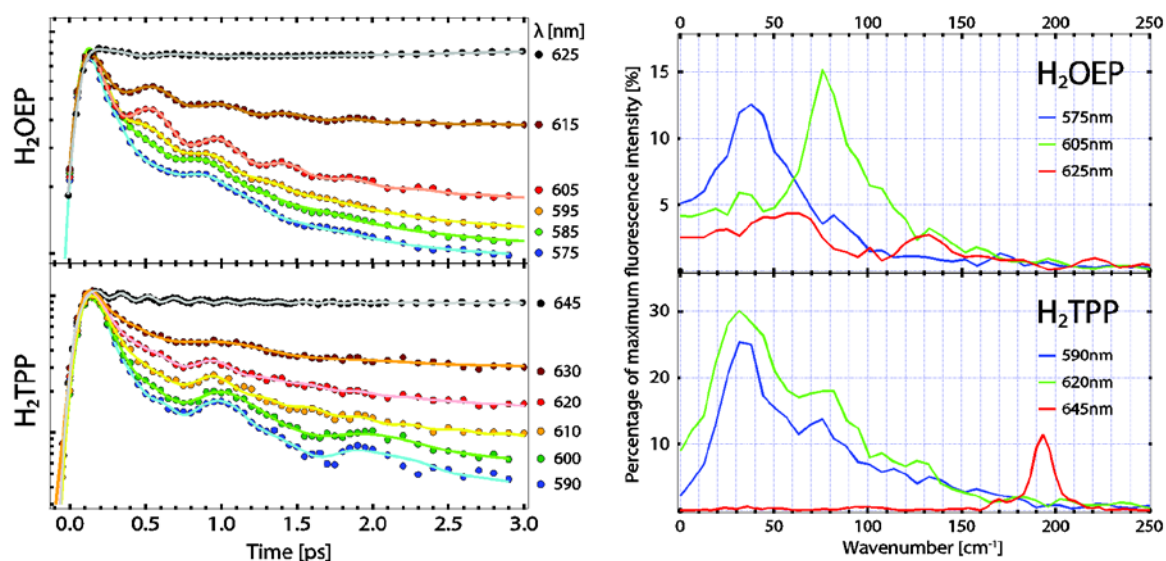 λ [nm]
H₂OEP
625
615
605
595
585
575
H₂TPP
645
630
620
610
600
590
0.0 0.5 1.0 1.5 2.0 2.5 3.0
Time [ps]
0 50 100 150 200 250
Percentage of maximum fluorescence intensity [%]
15
10
5
H₂OEP
575nm
605nm
625nm
30
20
10
H₂TPP
590nm
620nm
645nm
0 50 100 150 200 250
Wavenumber [cm⁻¹]